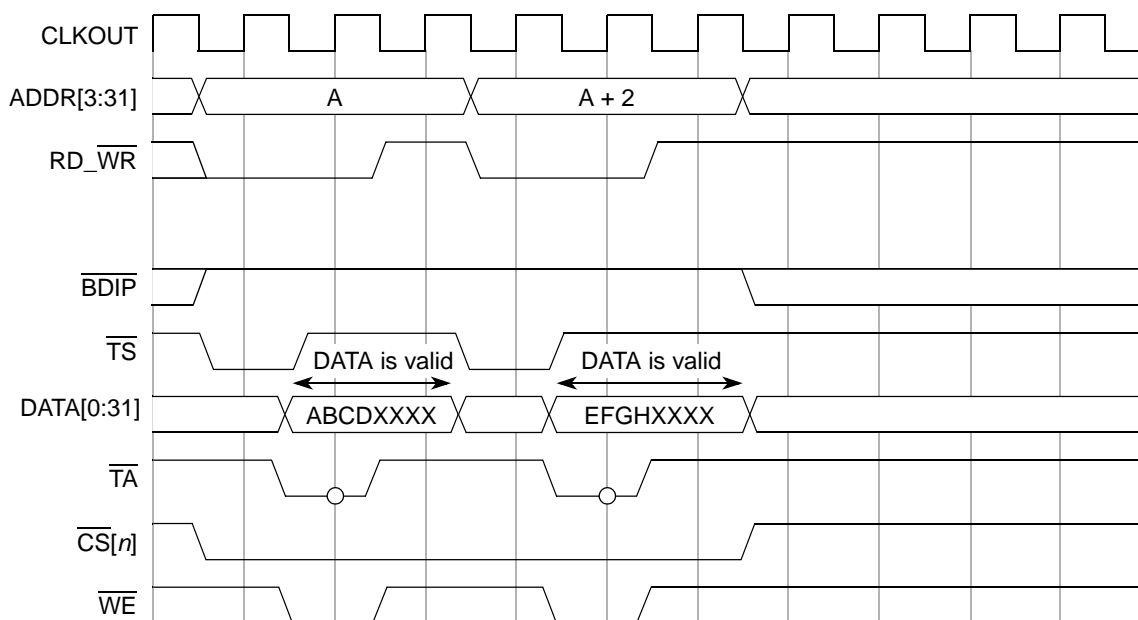 CLKOUT
ADDR[3:31]
A
A + 2
RD_WR
BDIP
TS
DATA is valid
DATA is valid
DATA[0:31]
ABCDXXXX
EFGHXXXX
TA
CS[n]
WE